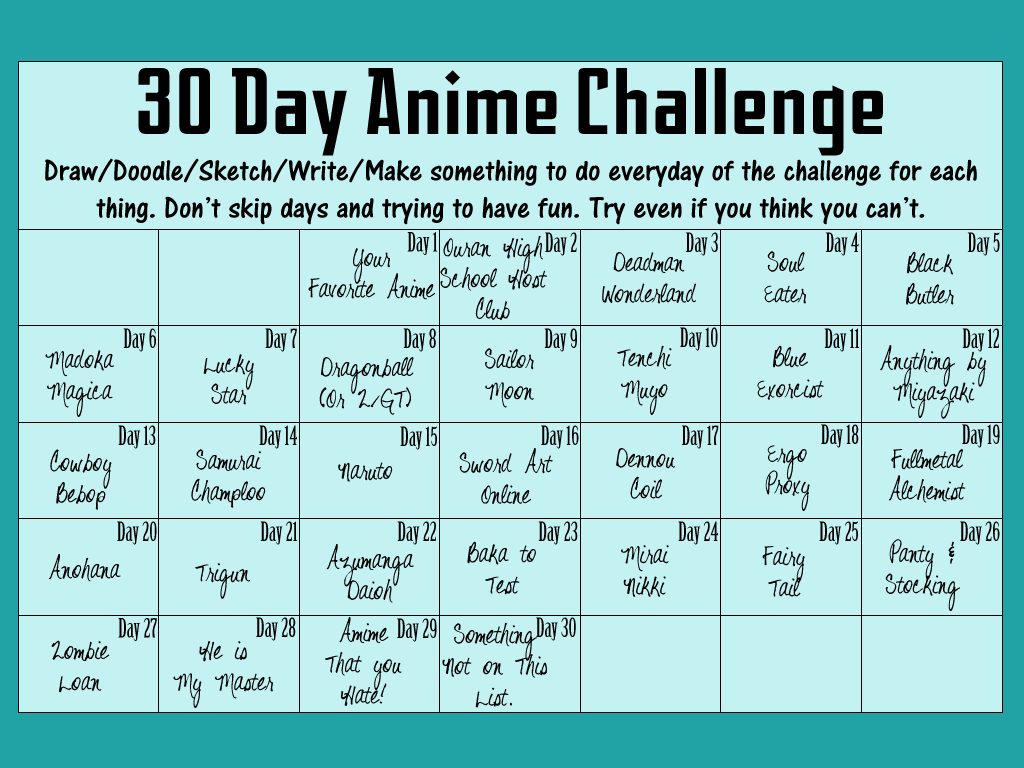 30 Day Anime Challenge
Draw/Doodle/Sketch/Write/Make something to do everyday of the challenge for each
thing. Don't skip days and trying to have fun. Try even if you think you can't.
Day 1
Your
Favorite Anime
Day 2
Ouran High
School Host
Club
Day 3
Deadman
Wonderland
Day 4
Soul
Eater
Day 5
Black
Butler
Day 6
Madoka
Magica
Day 7
Lucky
Star
Day 8
Dragonball
(Or Z/GT)
Day 9
Sailor
Moon
Day 10
Tenchi
Muyo
Day 11
Blue
Exorcist
Day 12
Anything by
Miyazaki
Day 13
Cowboy
Bebop
Day 14
Samurai
Champloo
Day 15
Naruto
Day 16
Sword Art
Online
Day 17
Dennou
Coil
Day 18
Ergo
Proxy
Day 19
Fullmetal
Alchemist
Day 20
Anohana
Day 21
Trigun
Day 22
Azumanga
Daioh
Day 23
Baka to
Test
Day 24
Mirai
Nikki
Day 25
Fairy
Tail
Day 26
Panty &
Stocking
Day 27
Zombie
Loan
Day 28
He is
My Master
Day 29
Amime
That you
Hate!
Day 30
Something
Not on This
List.